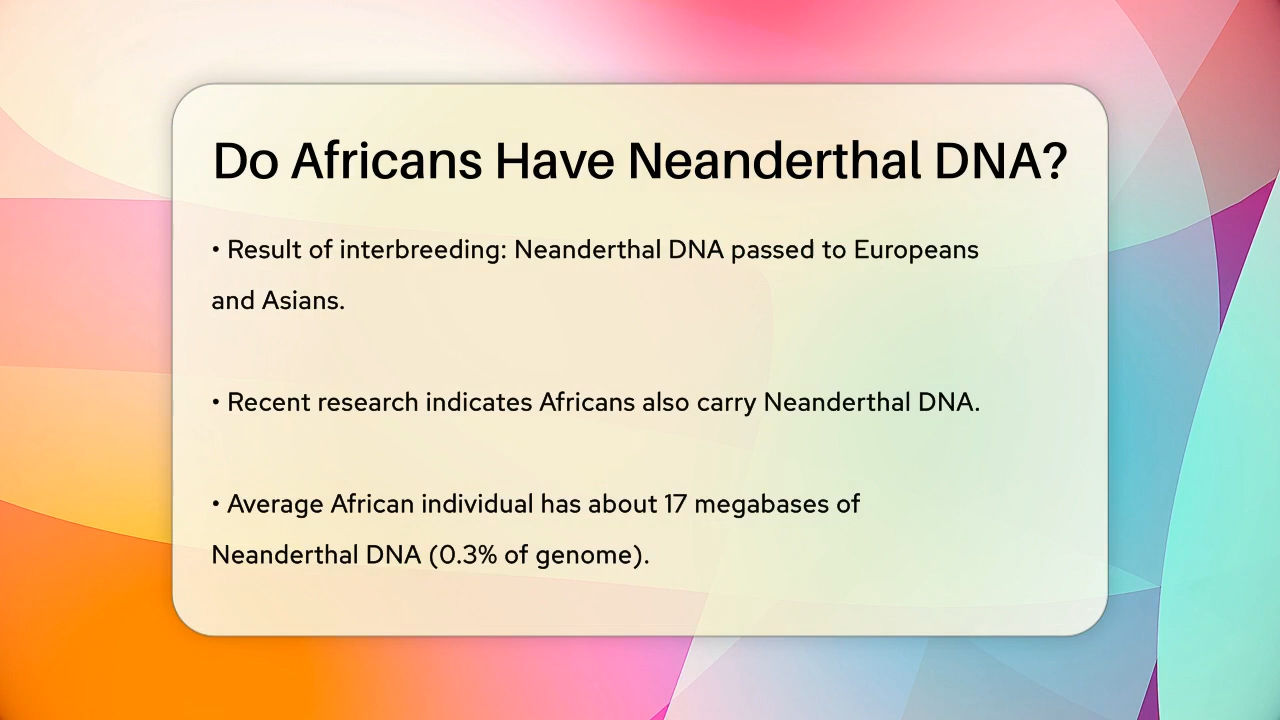 Do Africans Have Neanderthal DNA?
• Result of interbreeding: Neanderthal DNA passed to Europeans
and Asians.
• Recent research indicates Africans also carry Neanderthal DNA.
• Average African individual has about 17 megabases of
Neanderthal DNA (0.3% of genome).